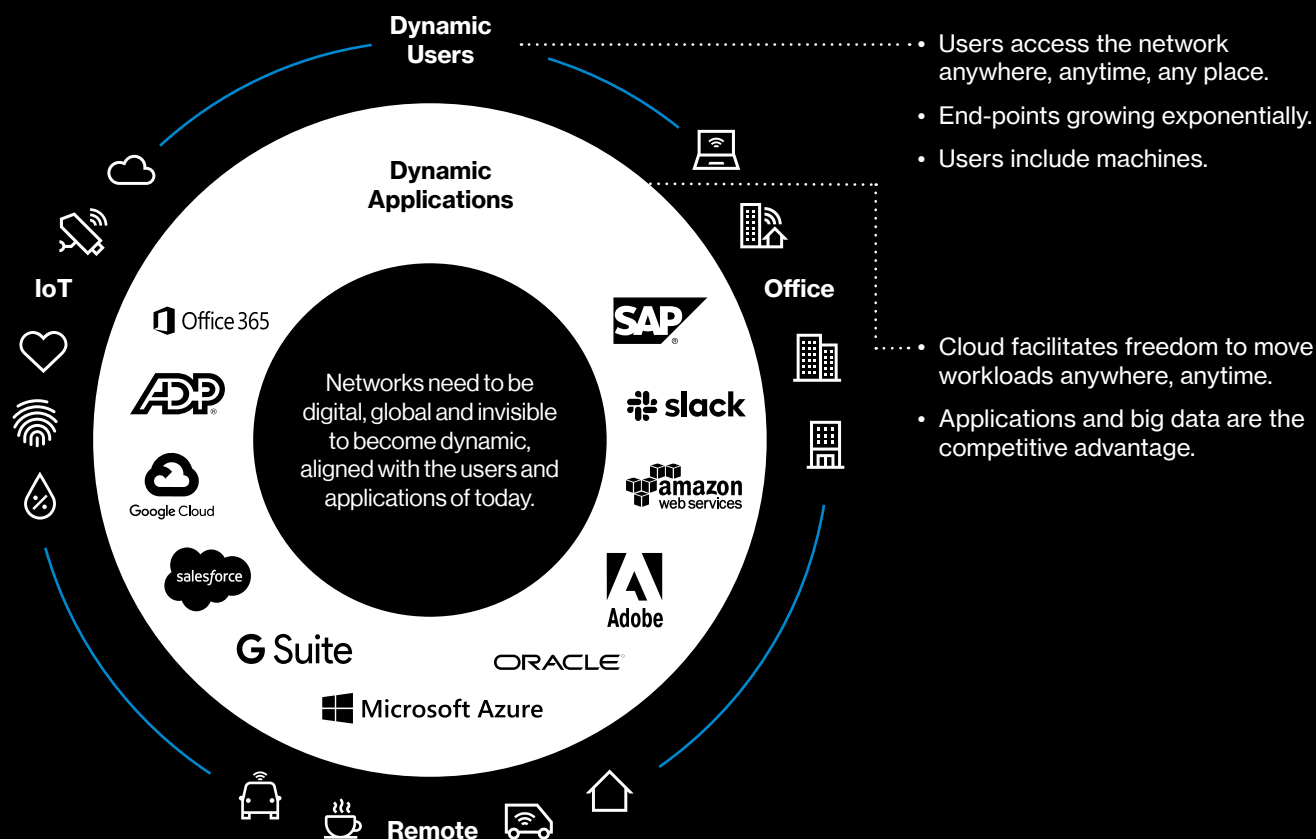 Dynamic
Users
• Users access the network
anywhere, anytime, any place.
• End-points growing exponentially.
• Users include machines.
Dynamic
Applications
IoT
Office
Office 365
SAP
®
ADP
®
slack
Networks need to be
digital, global and invisible
to become dynamic,
aligned with the users and
applications of today.
• Cloud facilitates freedom to move
workloads anywhere, anytime.
• Applications and big data are the
competitive advantage.
Google Cloud
amazon
web services
salesforce
Adobe
G Suite
ORACLE
Microsoft Azure
Remote
%